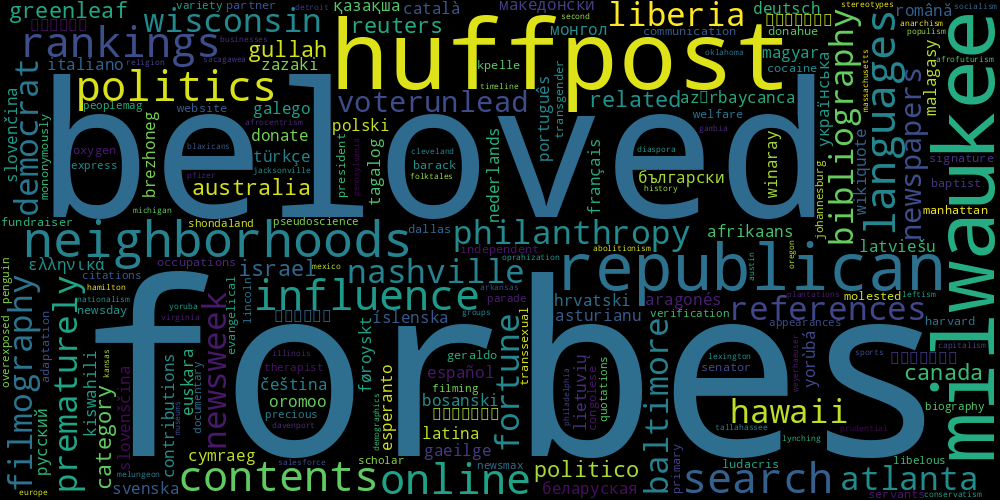 greenleaf
variety
partner
detroit
қазақша
català
македонски
second
stereotypes
socialism
wisconsin
reuters
huffpost
монгол
communication
liberia
deutsch
română
anarchism
populism
rankings
businesses
gullah
donahue
oklahoma
magyar
bibliography
languages
malagasy
afrofuturism
milwaukee
italiano
religion
sacagawea
zazaki
kpelle
timeline
cocaine
massachusetts
українська
newspapers
slovenčina
democrat
mononymously
politics
peoplemag
website
galego
voterunlead
português
transgender
related
welfare
gambia
wikiquote
signature
beloved
oxygen
express
brezhoneg
afrocentrism
blaxicans
pfizer
donate
türkçe
jacksonville
australia
polski
president
pennsylvania
tagalog
cleveland
barack
folktales
nederlands
français
diaspora
български
history
winaray
johannesburg
baptist
manhattan
fundraiser
michigan
shondaland
pseudoscience
dallas
philanthropy
independent
abolitionism
afrikaans
oregon
latviešu
neighborhoods
ελληνικά
penguin
citations
occupations
evangelical
israel
mexico
nashville
oprahization
arkansas
republican
austin
filmography
overexposed
hamilton
nationalism
newsday
adaptation
yoruba
virginia
newsweek
lincoln
influence
íslenska
parade
groups
hrvatski
asturianu
aragonés
verification
references
plantations
appearances
molested
leftism
harvard
forbes
prematurely
kiswahili
category
kansas
slovenščina
contributions
euskara
documentary
museums
illinois
therapist
čeština
oromoo
precious
davenport
føroyskt
demographics
esperanto
geraldo
español
filming
bosanski
latina
gaeilge
fortune
transsexual
philadelphia
lietuvių
congolese
quotations
baltimore
lexington
senator
weyerhaeuser
yorùbá
sports
capitalism
canada
biography
русский
europe
melungeon
svenska
cymraeg
contents
salesforce
scholar
online
newsmax
politico
беларуская
primary
search
tallahassee
hawaii
lynching
ludacris
prudential
atlanta
libelous
servants
conservatism